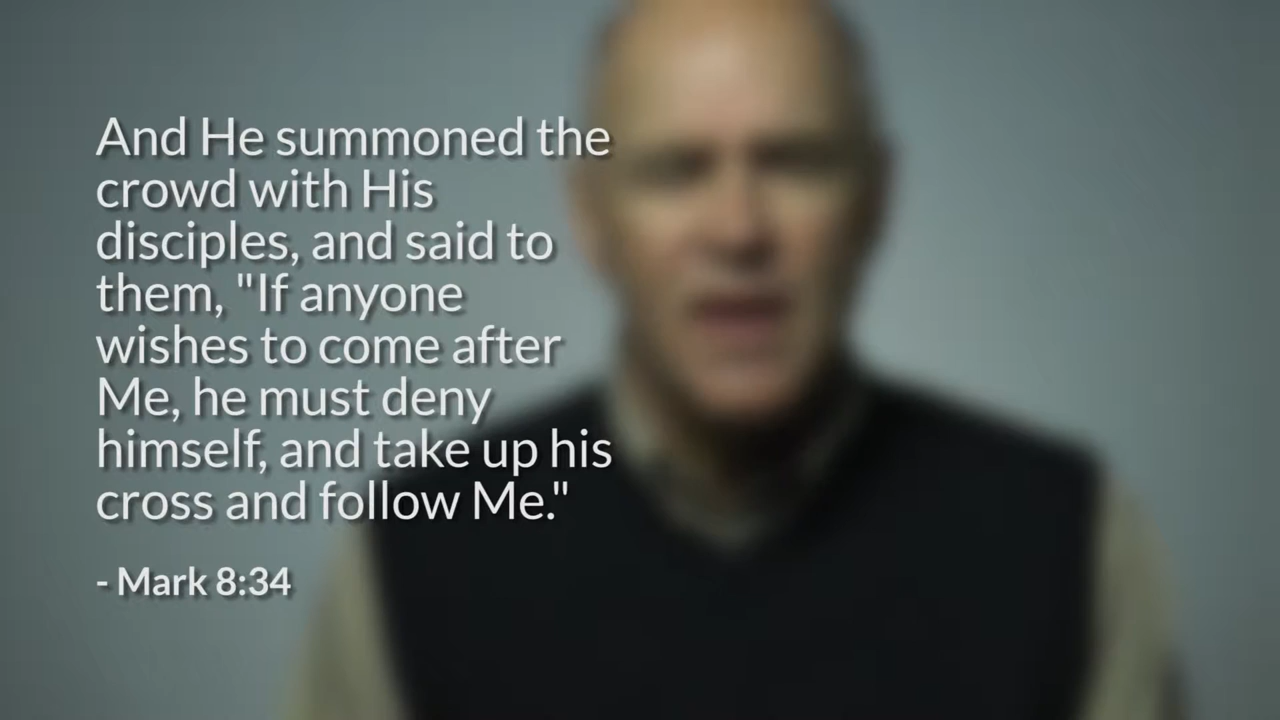 And He summoned the
crowd with His
disciples, and said to
them, "If anyone
wishes to come after
Me, he must deny
himself, and take up his
cross and follow Me."
- Mark 8:34